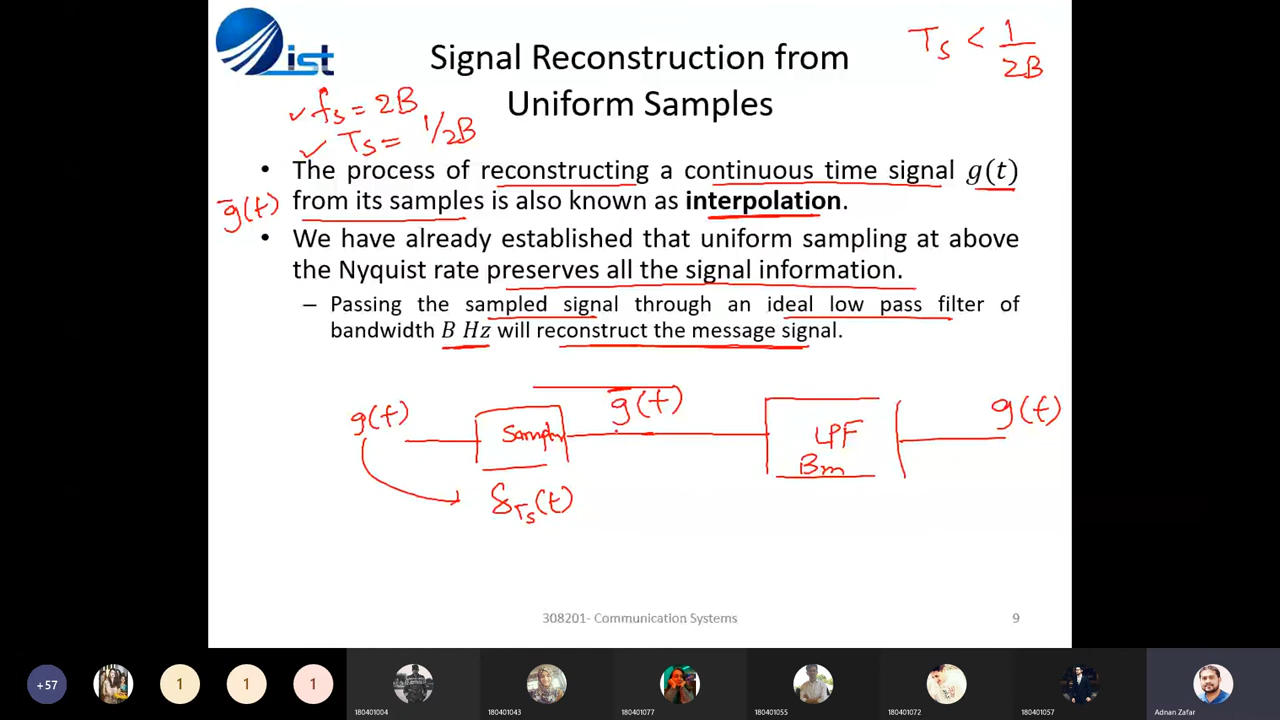 ist
Signal Reconstruction from
Uniform Samples
T_s < 1/2B
f_s = 2B
T_s = 1/2B
• The process of reconstructing a continuous time signal g(t)
from its samples is also known as interpolation.
g̅(t)
• We have already established that uniform sampling at above
the Nyquist rate preserves all the signal information.
– Passing the sampled signal through an ideal low pass filter of
bandwidth B Hz will reconstruct the message signal.
g(t)
Sampler
g̅(t)
LPF
Bm
g(t)
δ_Ts(t)
308201- Communication Systems
9
+57
1
1
1
180401004
180401043
180401077
180401055
180401072
180401057
Adnan Zafar